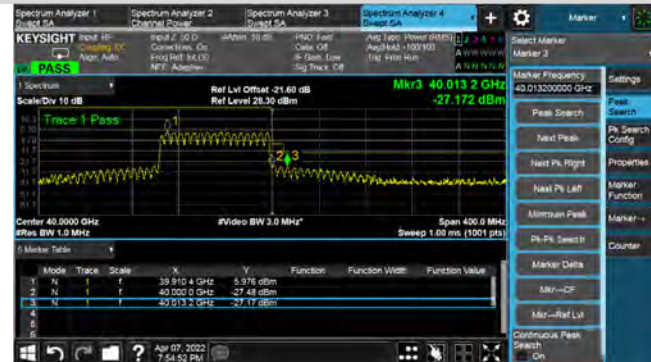 Spectrum Analyzer 1
Swept SA
Spectrum Analyzer 2
Channel Power
Spectrum Analyzer 3
Swept SA
Spectrum Analyzer 4
Swept SA
+
Marker
KEYSIGHT
Input: RF
Coupling: DC
Align: Auto
Input Z: 50 Ω
Corrections: On
Freq Ref: Int (S)
NFE: Adaptive
#Atten: 10 dB
PNO: Fast
Gate: Off
IF Gain: Low
Sig Track: Off
Avg Type: Power (RMS)
Avg|Hold: >100/100
Trig: Free Run
PASS
Select Marker
Marker 3
Marker Frequency
40.013200000 GHz
Settings
1 Spectrum
Scale/Div 10 dB
Ref Lvl Offset -21.60 dB
Ref Level 28.30 dBm
Mkr3 40.013 2 GHz
-27.172 dBm
Trace 1 Pass
1
2
3
Peak Search
Next Peak
Next Pk Right
Next Pk Left
Minimum Peak
Pk-Pk Search
Marker Delta
Mkr→CF
Mkr→Ref Lvl
Continuous Peak
Search
On
Peak
Search
Pk Search
Config
Properties
Marker
Function
Marker→
Counter
Center 40.0000 GHz
#Res BW 1.0 MHz
#Video BW 3.0 MHz*
Span 400.0 MHz
Sweep 1.00 ms (1001 pts)
5 Marker Table
Mode Trace Scale X Y Function Function Width Function Value
1 N 1 f 39.910 4 GHz 5.976 dBm
2 N 1 f 40.000 0 GHz -27.48 dBm
3 N 1 f 40.013 2 GHz -27.17 dBm
4
5
6
?
Apr 07, 2022
7:54:52 PM